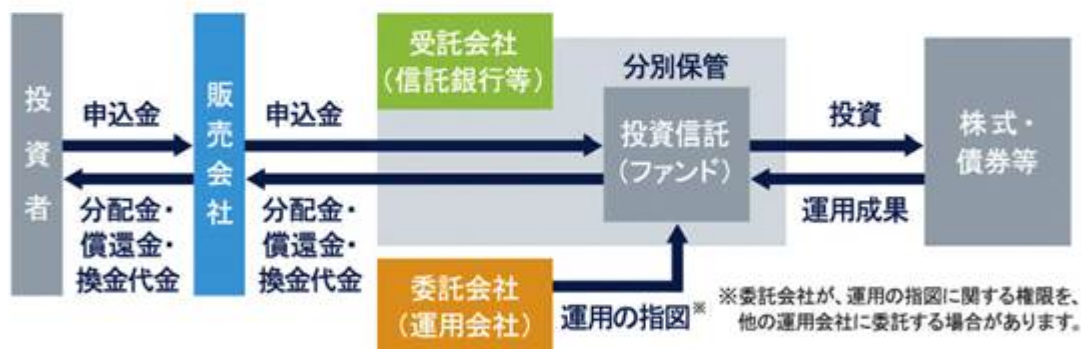 投資者
申込金
分配金・
償還金・
換金代金
販売会社
申込金
分配金・
償還金・
換金代金
受託会社
(信託銀行等)
分別保管
投資信託
(ファンド)
委託会社
(運用会社)
運用の指図※
投資
運用成果
株式・
債券等
※委託会社が、運用の指図に関する権限を、
他の運用会社に委託する場合があります。